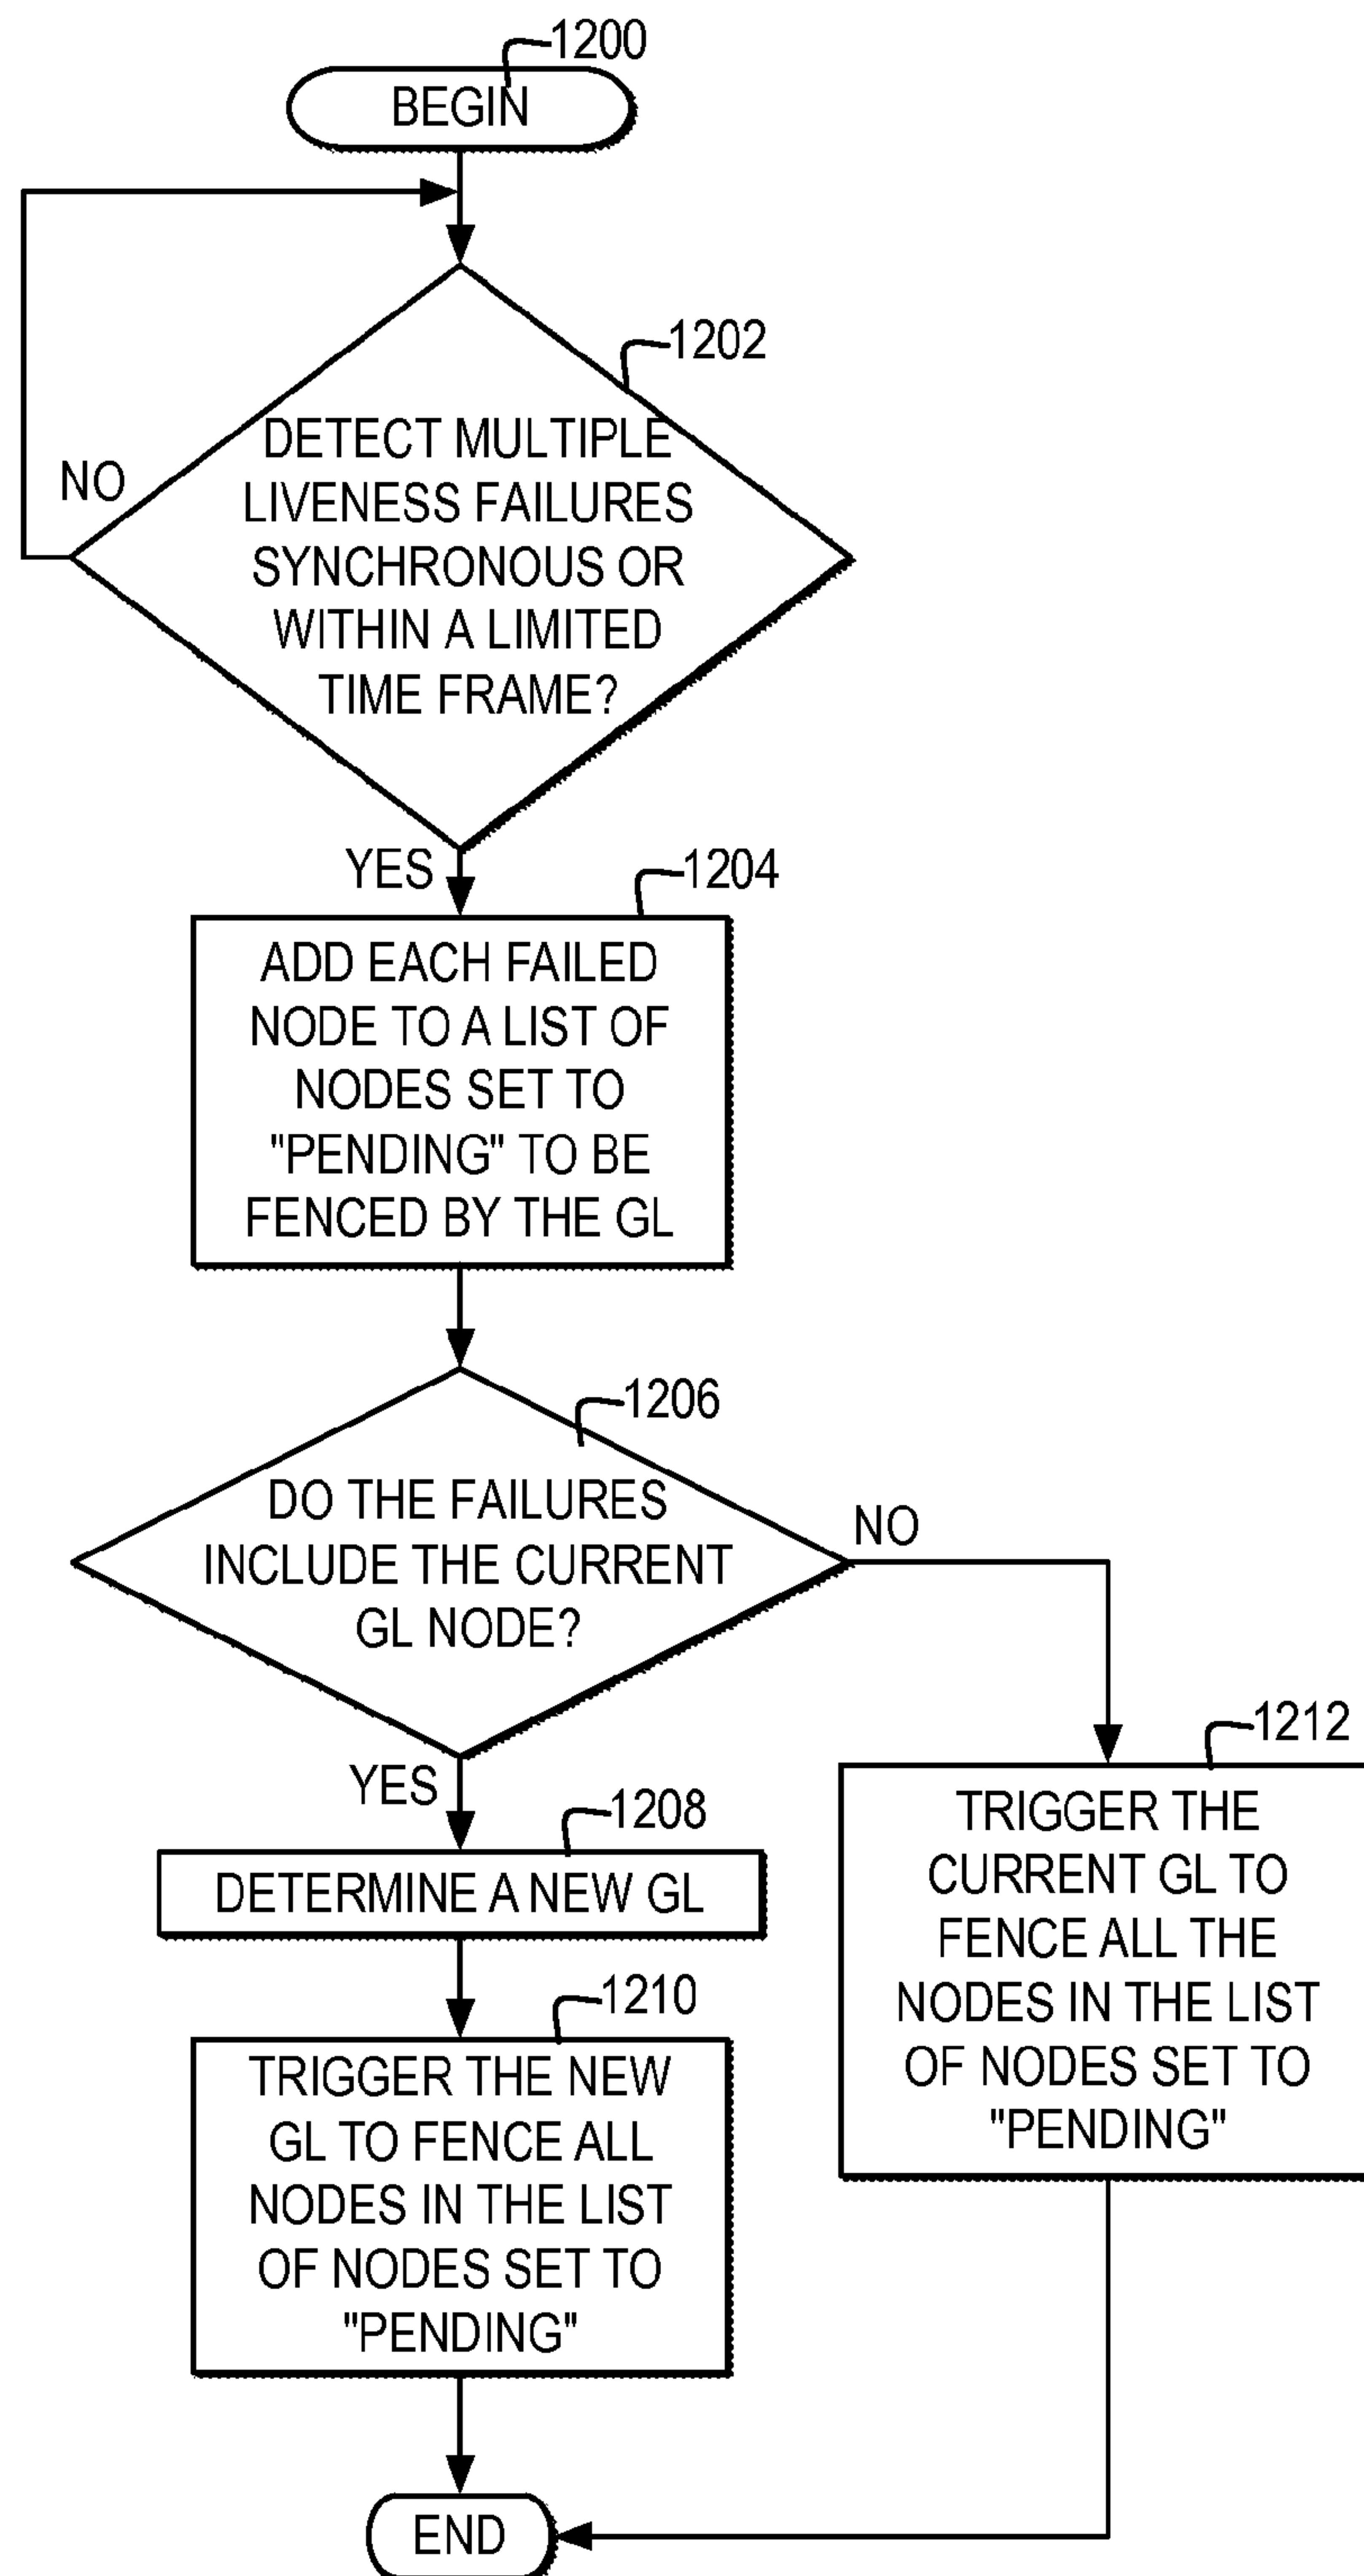 1200
BEGIN
1202
DETECT MULTIPLE
LIVENESS FAILURES
SYNCHRONOUS OR
WITHIN A LIMITED
TIME FRAME?
NO
YES
1204
ADD EACH FAILED
NODE TO A LIST OF
NODES SET TO
"PENDING" TO BE
FENCED BY THE GL
1206
DO THE FAILURES
INCLUDE THE CURRENT
GL NODE?
NO
YES
1208
DETERMINE A NEW GL
1210
TRIGGER THE NEW
GL TO FENCE ALL
NODES IN THE LIST
OF NODES SET TO
"PENDING"
1212
TRIGGER THE
CURRENT GL TO
FENCE ALL THE
NODES IN THE LIST
OF NODES SET TO
"PENDING"
END